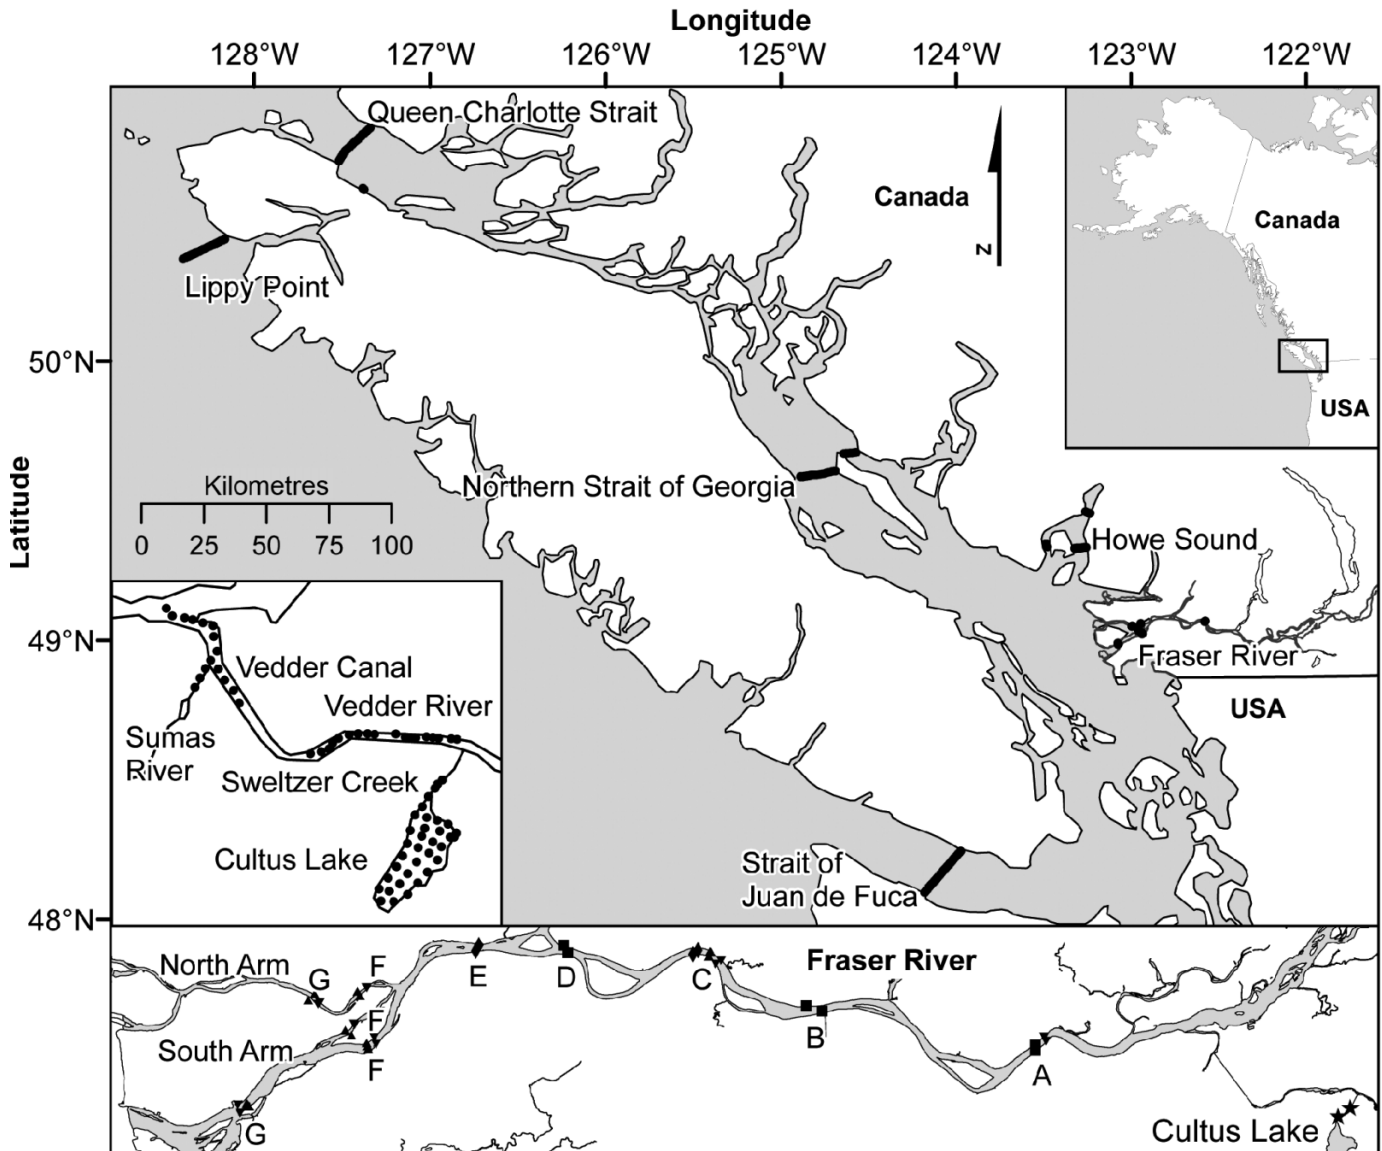 Longitude
128°W 127°W 126°W 125°W 124°W 123°W 122°W
Queen Charlotte Strait
Canada
N
Canada
Lippy Point
50°N
USA
Latitude
Kilometres
0 25 50 75 100
Northern Strait of Georgia
Howe Sound
49°N
Fraser River
USA
Vedder Canal
Vedder River
Sumas
River
Sweltzer Creek
Cultus Lake
Strait of
Juan de Fuca
48°N
North Arm
G
F
E
D
C
Fraser River
F
B
South Arm
F
A
G
Cultus Lake